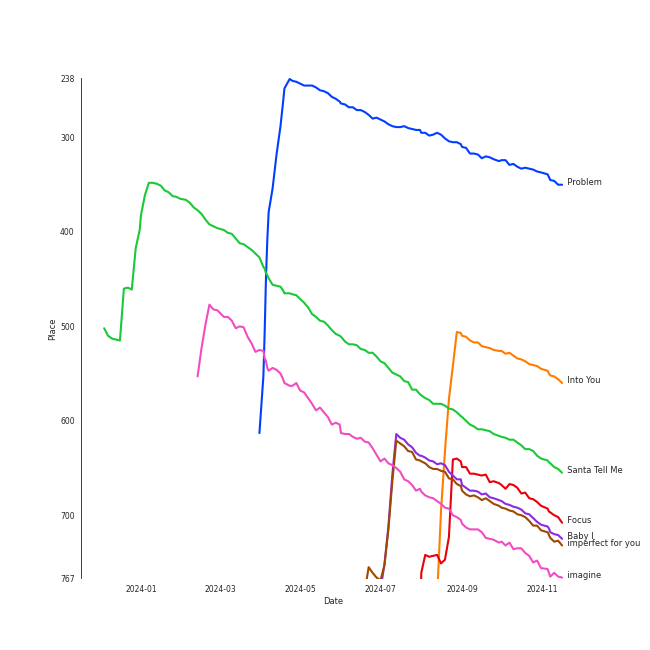 238
300
400
500
600
700
767
Place
2024-01
2024-03
2024-05
2024-07
2024-09
2024-11
Date
Problem
Into You
Santa Tell Me
Focus
Baby I
imperfect for you
imagine